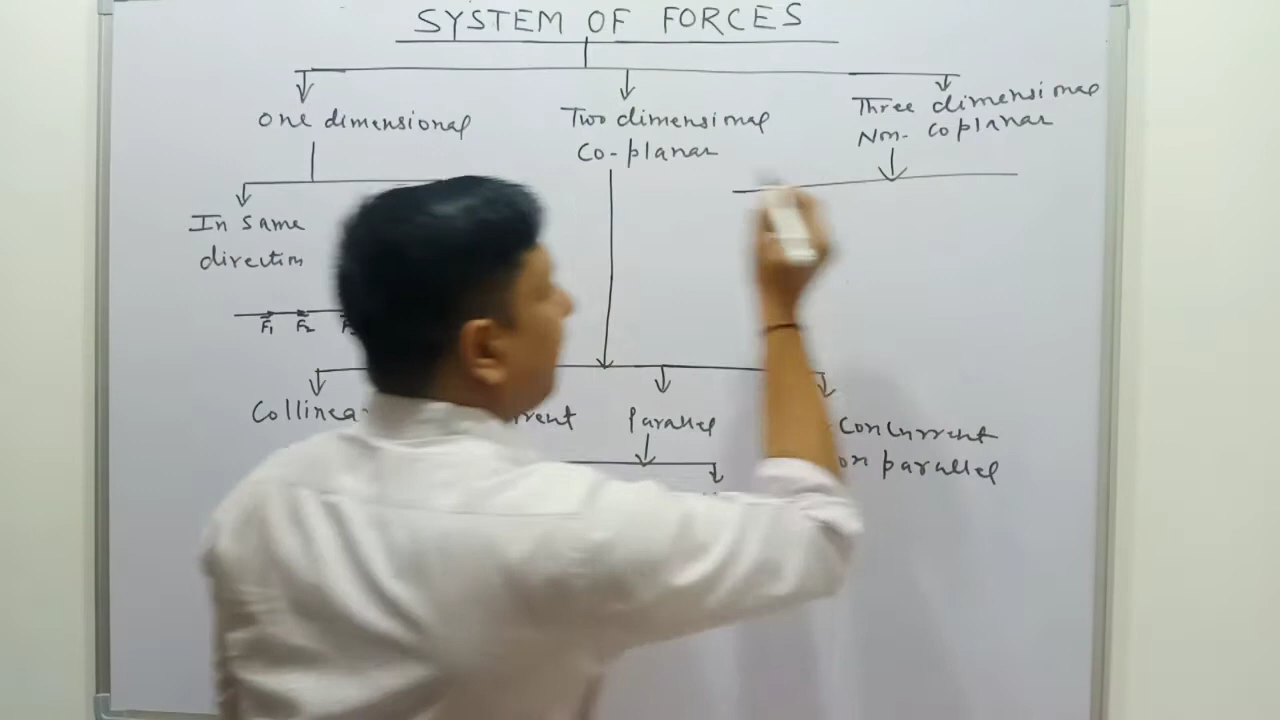 SYSTEM OF FORCES
One dimensional
Two dimensional
Co-planar
Three dimensional
Non-Coplanar
In same
direction
F1 F2
Parallel
Concurrent
parallel